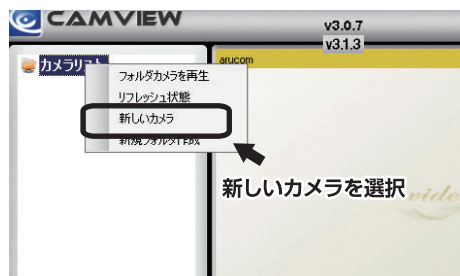 CAMVIEW
v3.0.7
v3.1.3
カメラリスト
arucom
フォルダカメラを再生
リフレッシュ状態
新しいカメラ
新規フォルダ作成
新しいカメラを選択
vide